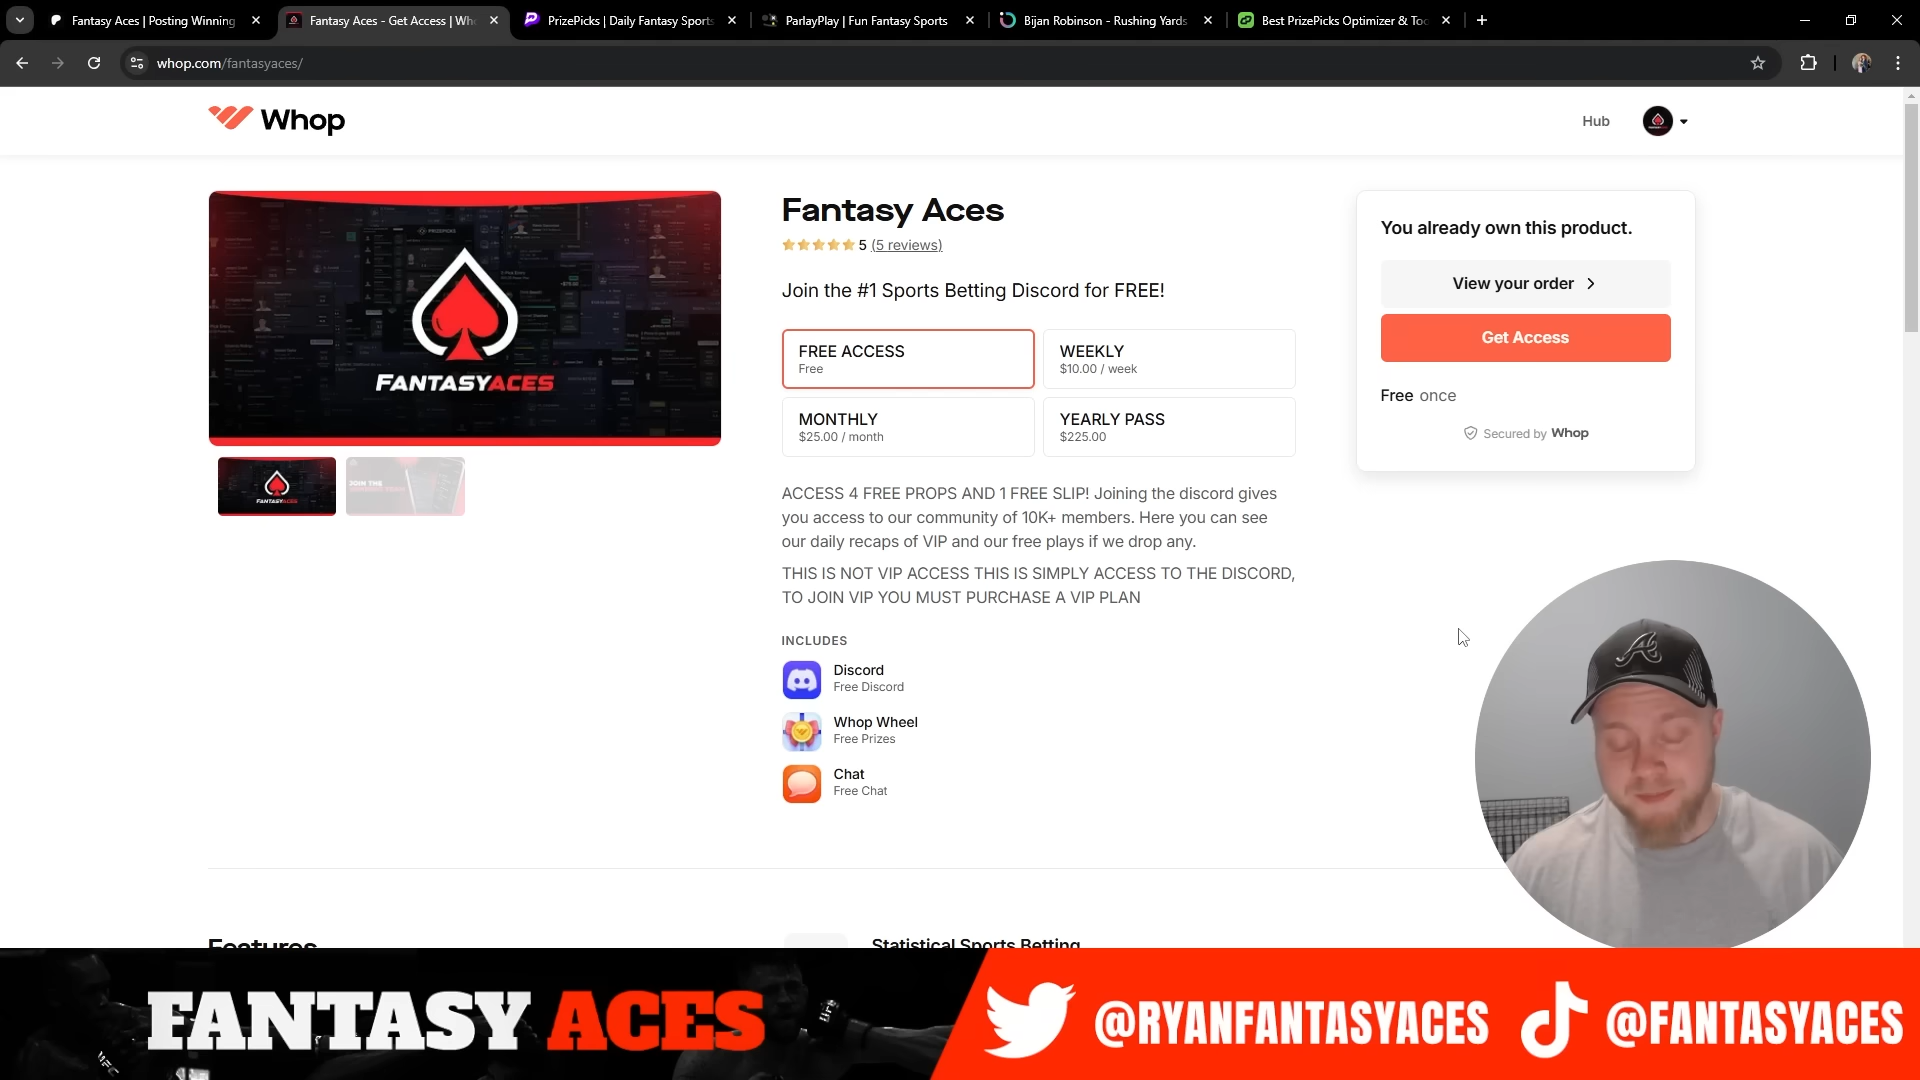 Fantasy Aces | Posting Winning
Fantasy Aces - Get Access | Who
PrizePicks | Daily Fantasy Sports
ParlayPlay | Fun Fantasy Sports
Bijan Robinson - Rushing Yards
Best PrizePicks Optimizer & Too
whop.com/fantasyaces/
Whop
Hub
FANTASYACES
Fantasy Aces
5 (5 reviews)
Join the #1 Sports Betting Discord for FREE!
FREE ACCESS
Free
WEEKLY
$10.00 / week
MONTHLY
$25.00 / month
YEARLY PASS
$225.00
ACCESS 4 FREE PROPS AND 1 FREE SLIP! Joining the discord gives
you access to our community of 10K+ members. Here you can see
our daily recaps of VIP and our free plays if we drop any.
THIS IS NOT VIP ACCESS THIS IS SIMPLY ACCESS TO THE DISCORD,
TO JOIN VIP YOU MUST PURCHASE A VIP PLAN
INCLUDES
Discord
Free Discord
Whop Wheel
Free Prizes
Chat
Free Chat
You already own this product.
View your order
Get Access
Free once
Secured by Whop
FANTASYACES
JOIN THE
Features
Statistical Sports Betting
FANTASY ACES
@RYANFANTASYACES
@FANTASYACES